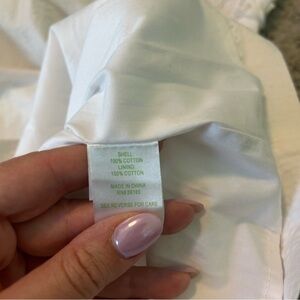 SHELL
100% COTTON
LINING
100% COTTON
MADE IN CHINA
SEE REVERSE FOR CARE